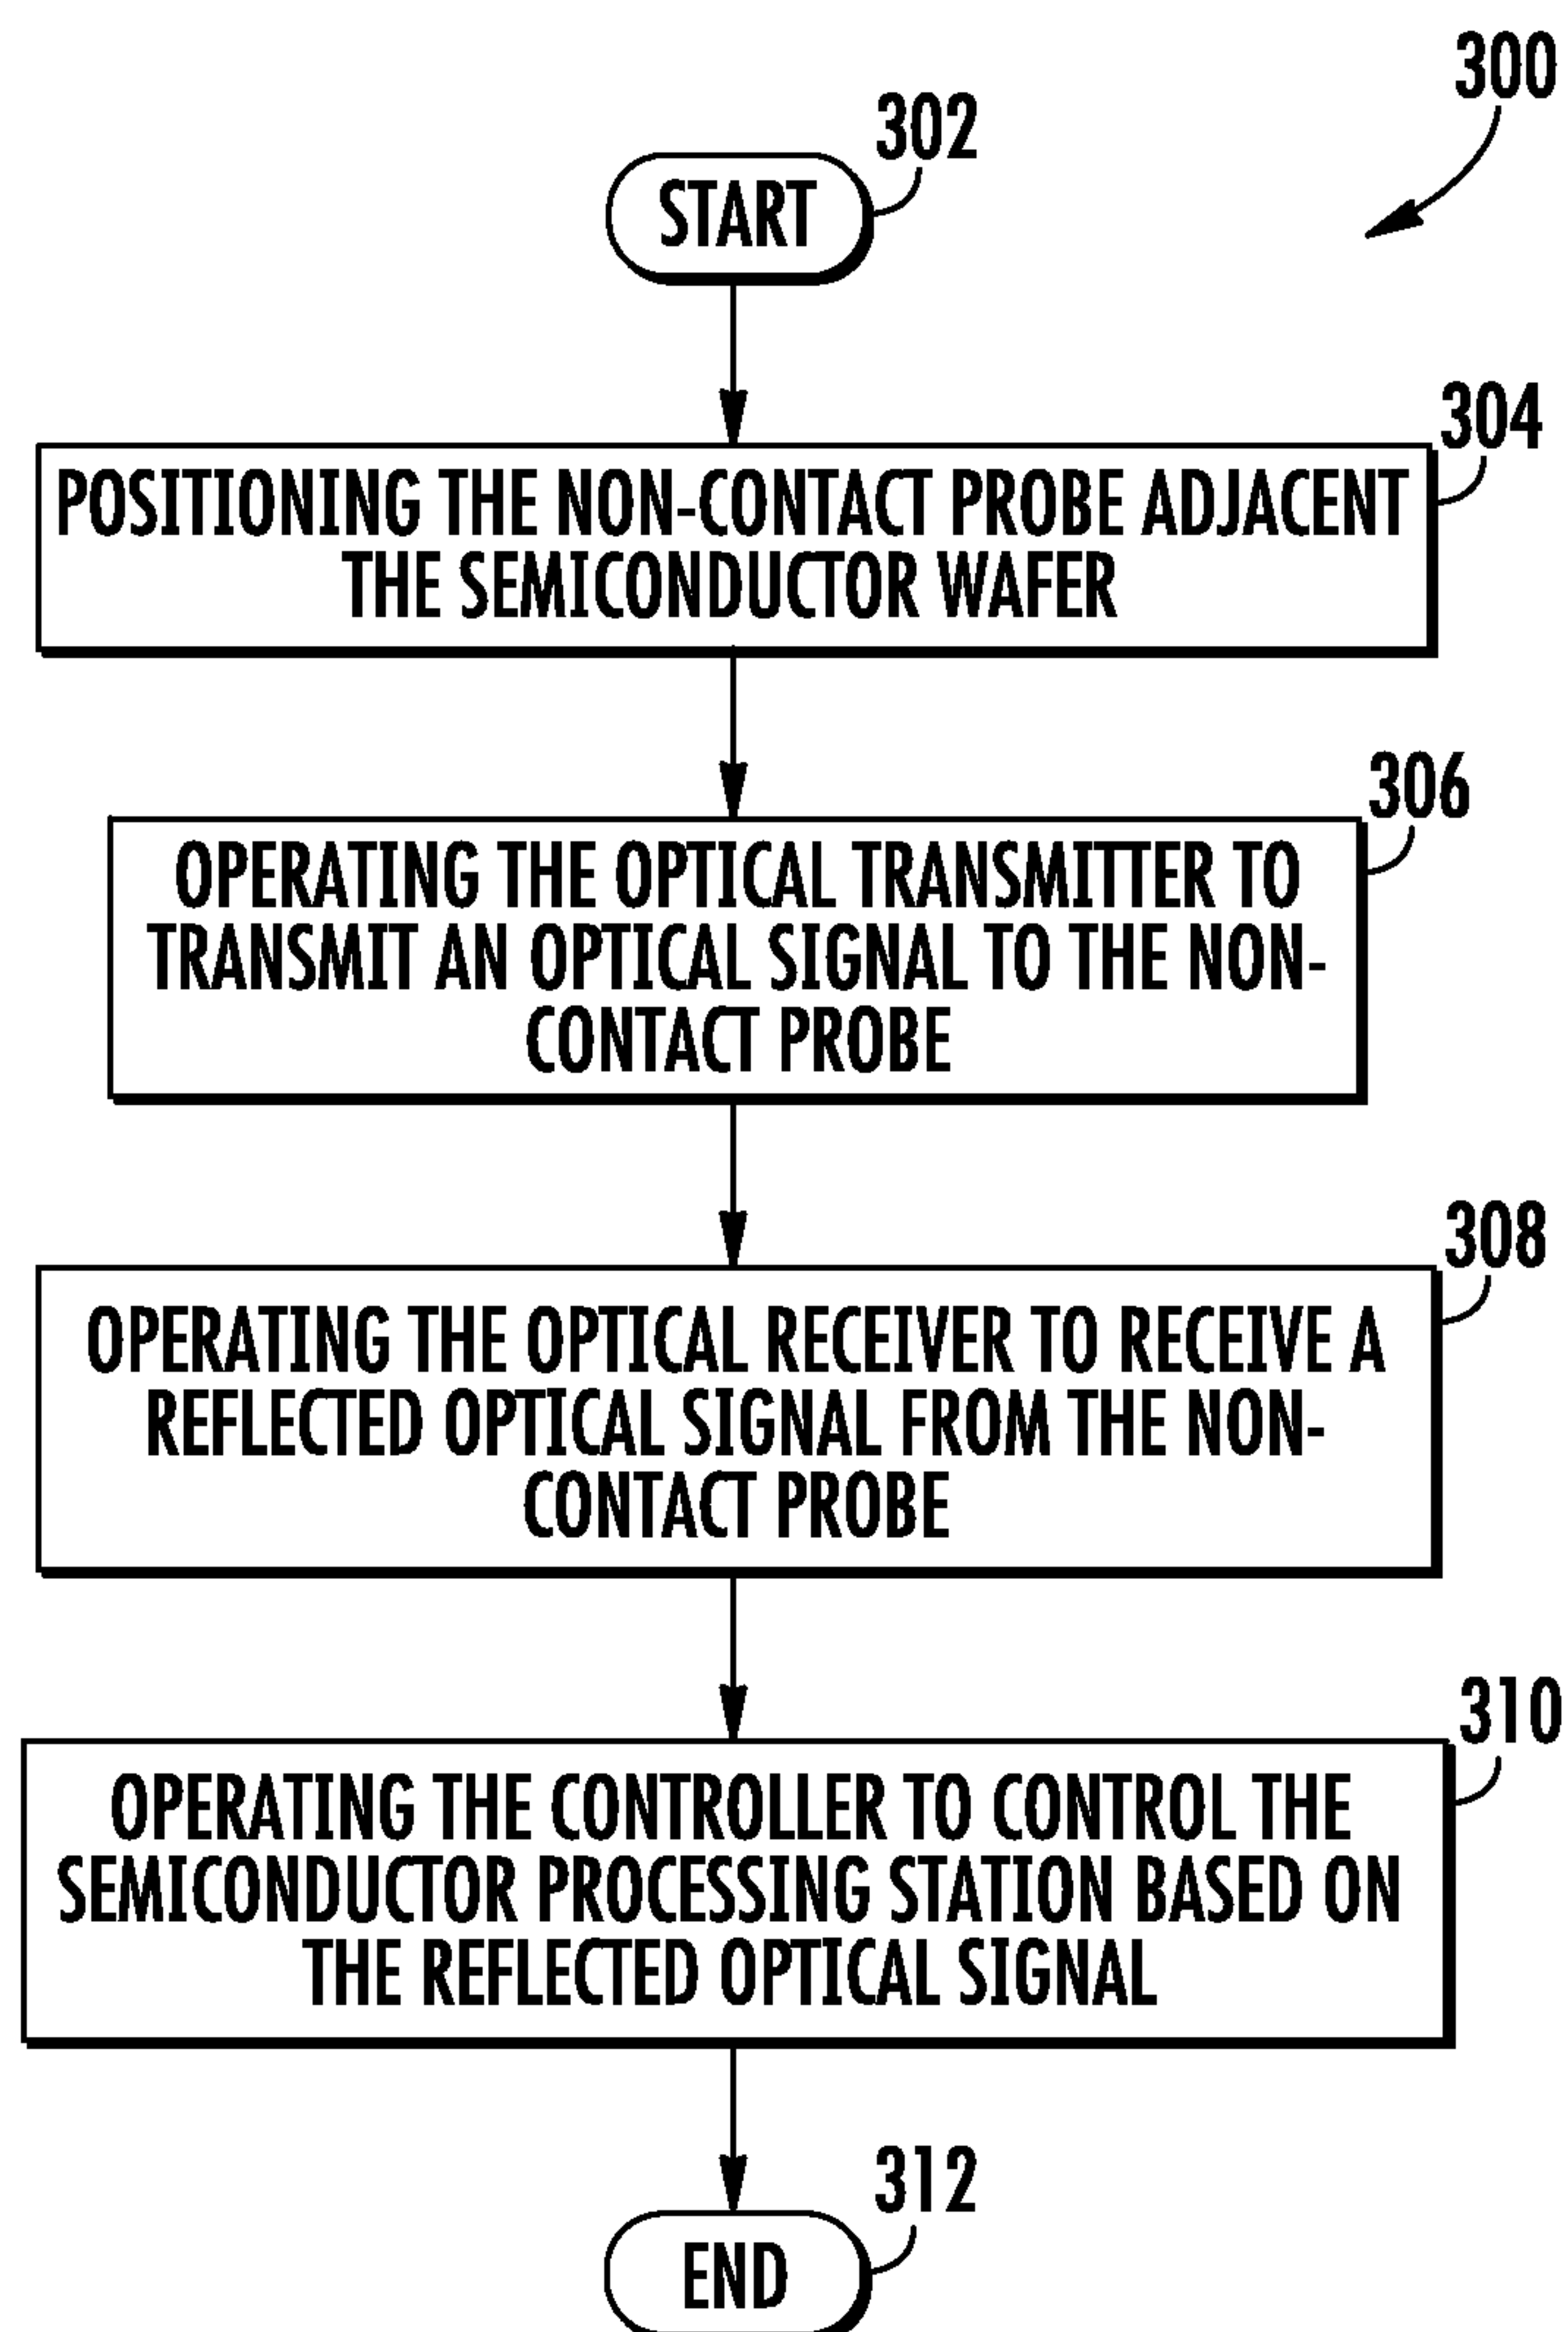 300
302
START
304
POSITIONING THE NON-CONTACT PROBE ADJACENT
THE SEMICONDUCTOR WAFER
306
OPERATING THE OPTICAL TRANSMITTER TO
TRANSMIT AN OPTICAL SIGNAL TO THE NON-
CONTACT PROBE
308
OPERATING THE OPTICAL RECEIVER TO RECEIVE A
REFLECTED OPTICAL SIGNAL FROM THE NON-
CONTACT PROBE
310
OPERATING THE CONTROLLER TO CONTROL THE
SEMICONDUCTOR PROCESSING STATION BASED ON
THE REFLECTED OPTICAL SIGNAL
312
END